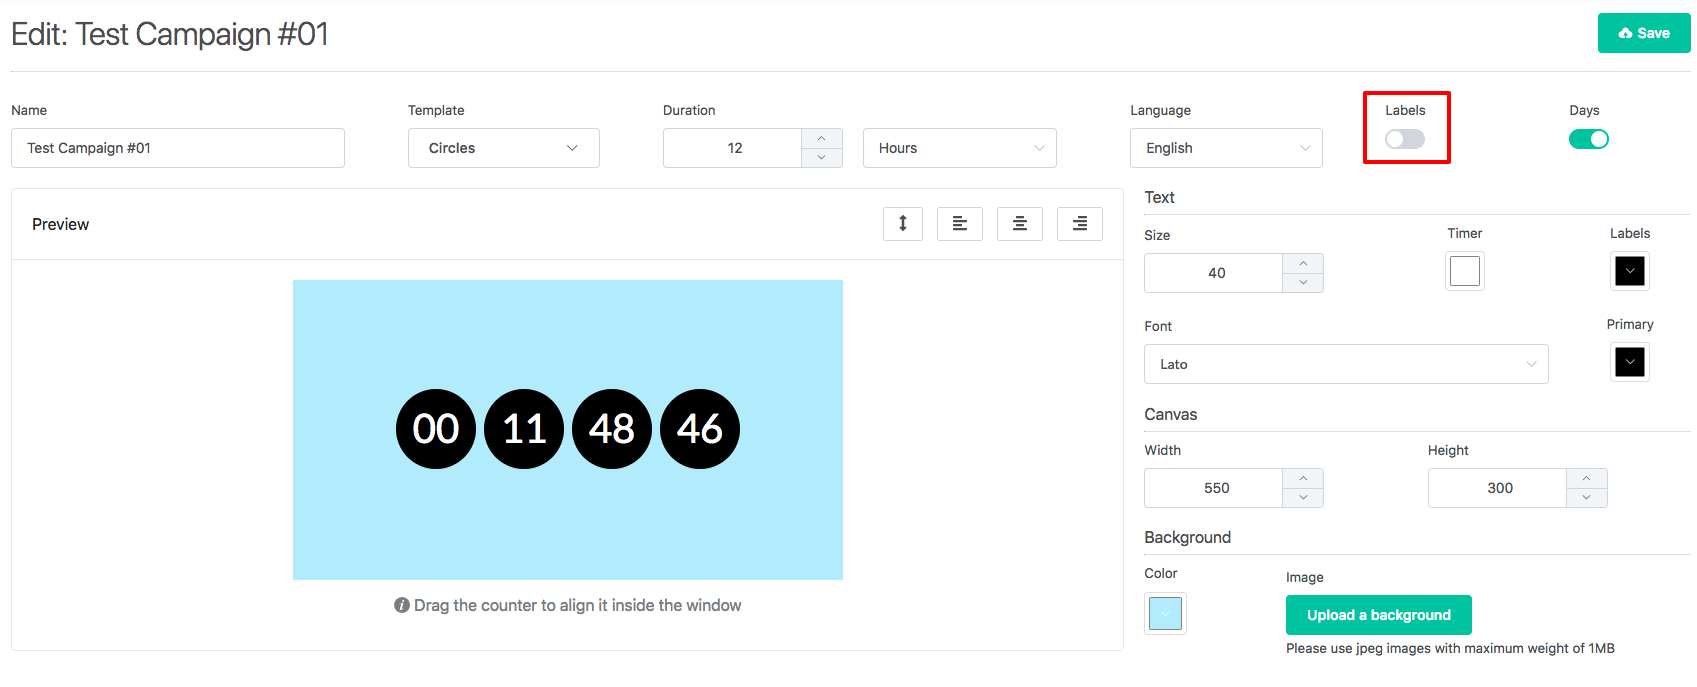 Edit: Test Campaign #01
Save
Name
Template
Duration
Language
Labels
Days
Test Campaign #01
Circles
12
Hours
English
Preview
00 11 48 46
Drag the counter to align it inside the window
Text
Size
Timer
Labels
40
Font
Primary
Lato
Canvas
Width
Height
550
300
Background
Color
Image
Upload a background
Please use jpeg images with maximum weight of 1MB